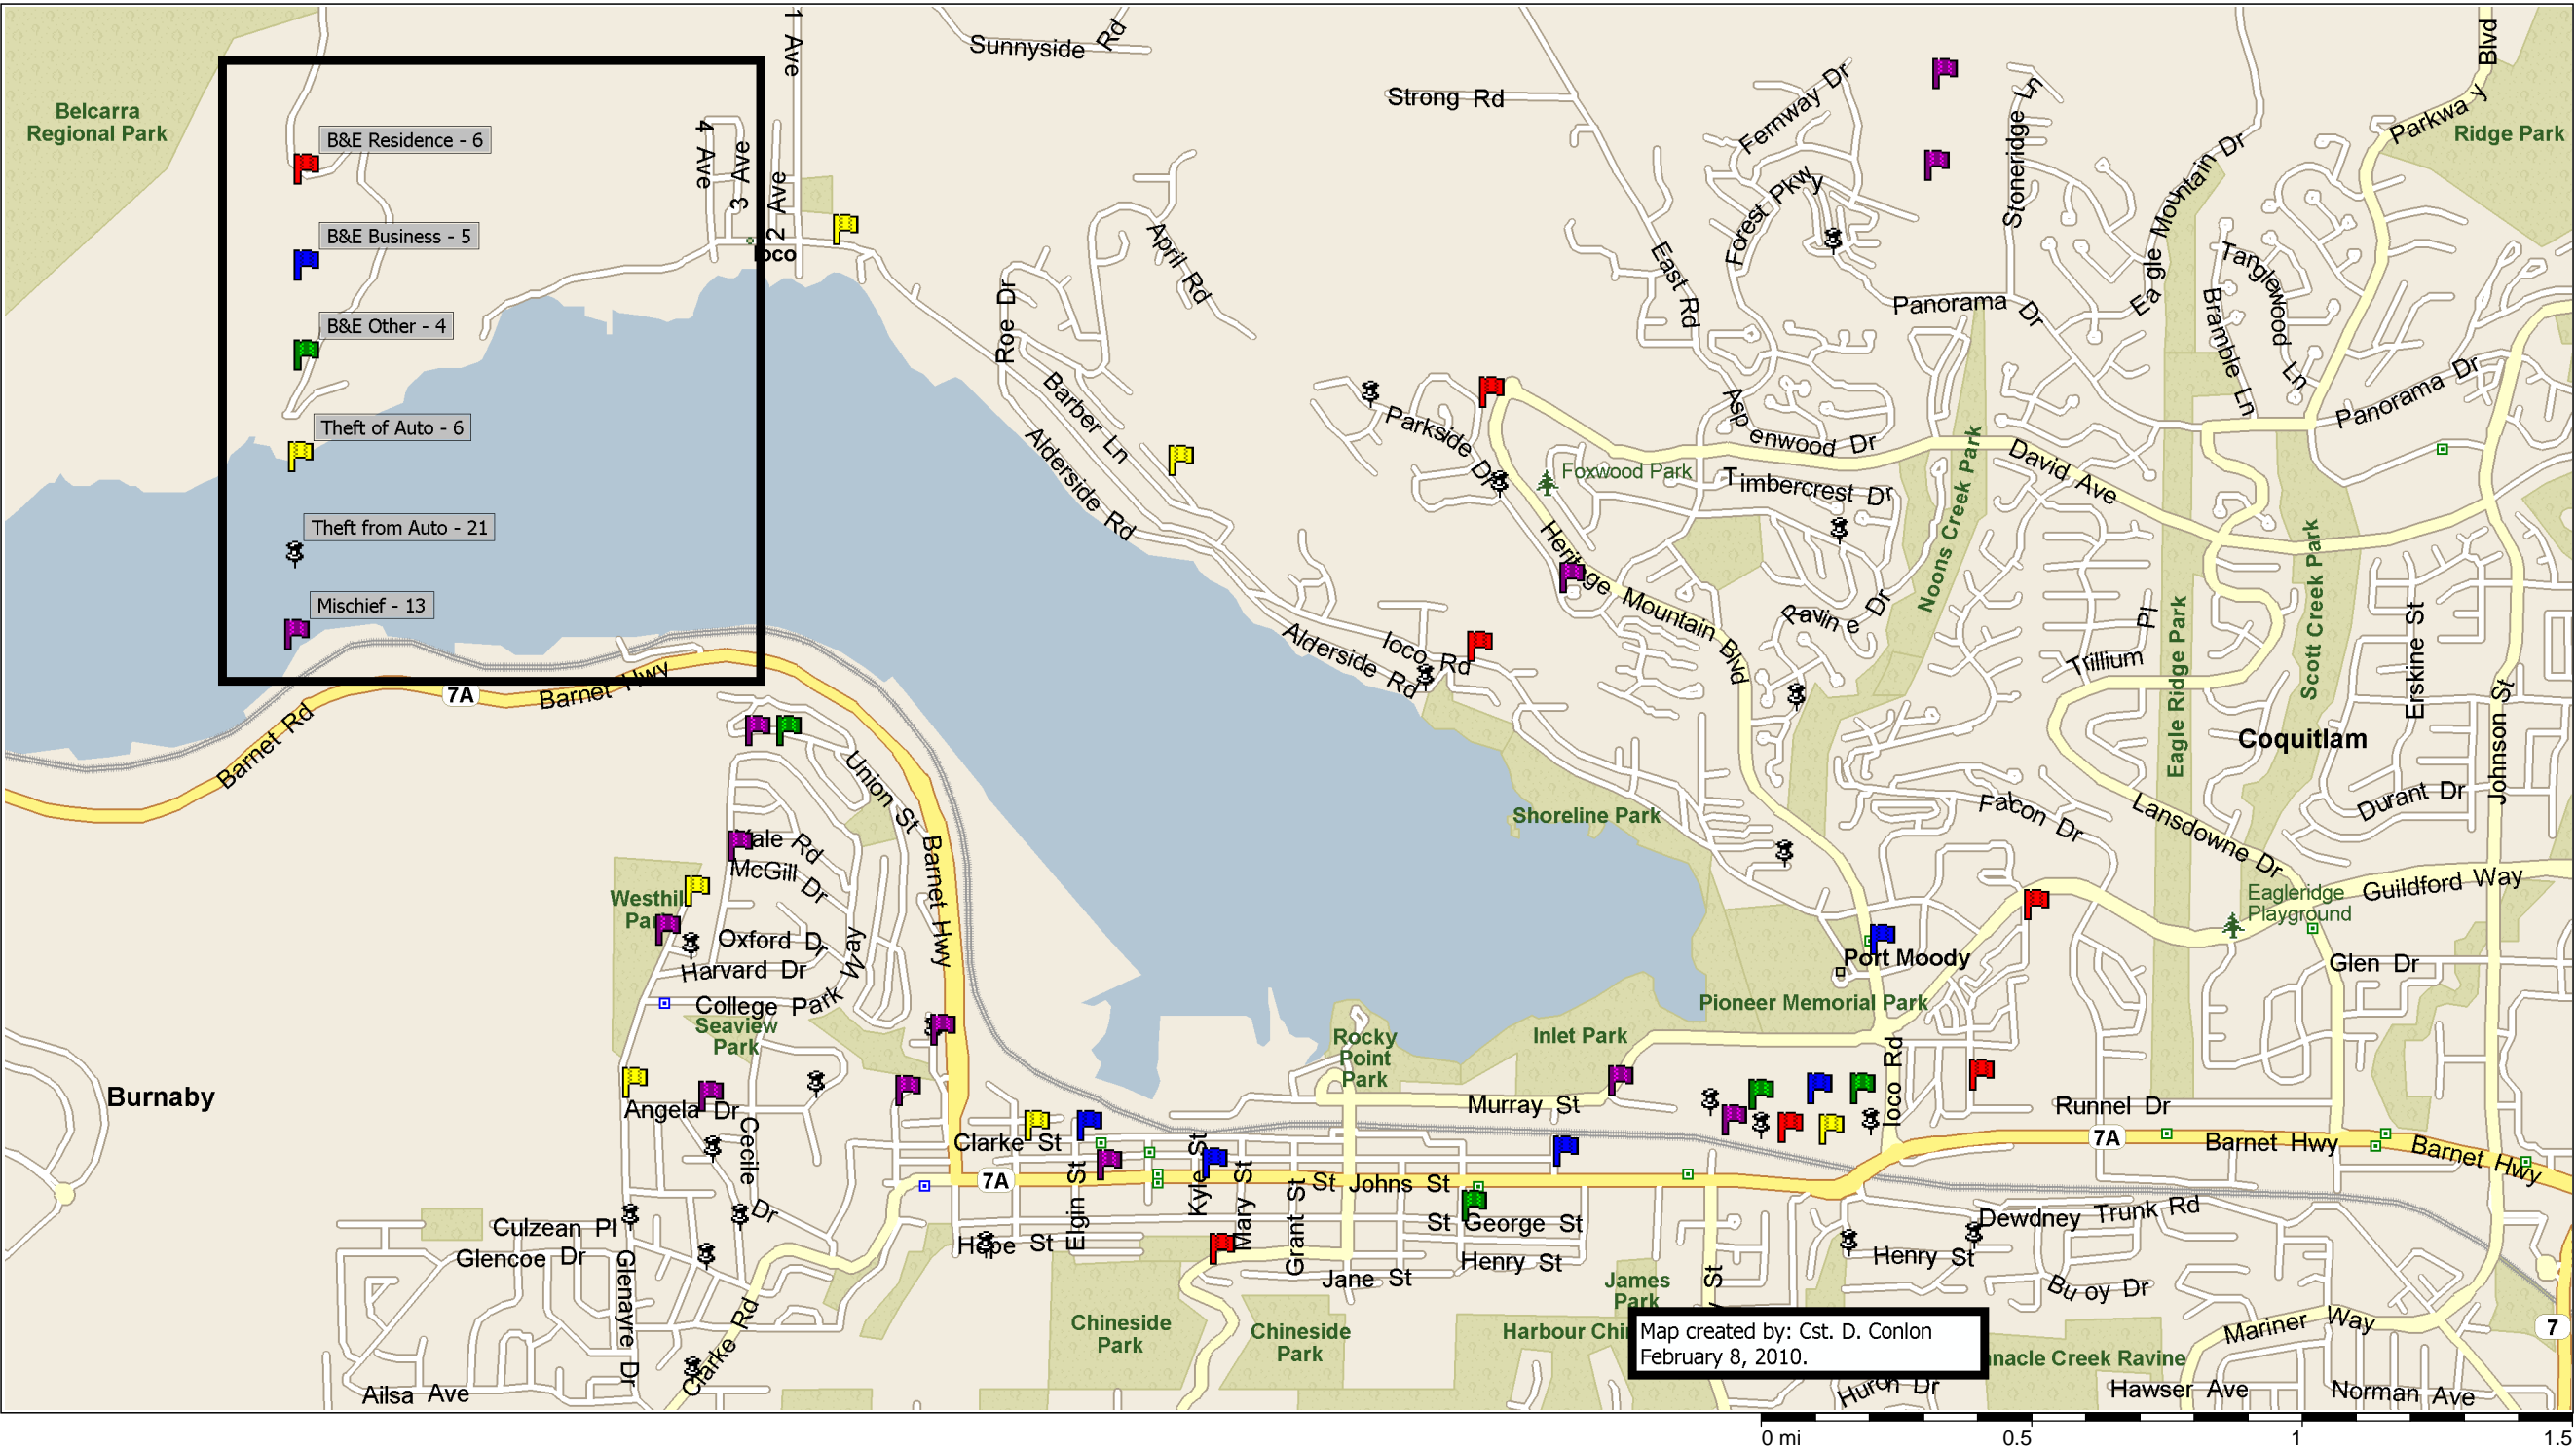 Sunnyside Rd
1 Ave
Blvd
Parkway
Ridge Park
Belcarra
Regional Park
Strong Rd
Fernway Dr
Stoneridge Ln
B&E Residence - 6
4 Ave
3 Ave
2 Ave
Ioco
B&E Business - 5
B&E Other - 4
Theft of Auto - 6
Theft from Auto - 21
Mischief - 13
April Rd
Roe Dr
Barber Ln
Alderside Rd
East Rd
Forest Pkwy
Eagle Mountain Dr
Panorama Dr
Tanglewood Ln
Bramble Ln
Panorama Dr
Parkside Dr
Aspenwood Dr
Foxwood Park
Timbercrest Dr
David Ave
Noons Creek Park
Heritage Mountain Blvd
Ravine Dr
Trillium Pl
Eagle Ridge Park
Scott Creek Park
Erskine St
Johnson St
Ioco Rd
Alderside Rd
7A
Barnet Hwy
Barnet Rd
Coquitlam
Union St
Barnet Hwy
Shoreline Park
Falcon Dr
Lansdowne Dr
Durant Dr
Guildford Way
Eagleridge
Playground
McGill Dr
Oxford Dr
Harvard Dr
College Park Way
Seaview
Park
Port Moody
Pioneer Memorial Park
Glen Dr
Rocky
Point
Park
Inlet Park
Burnaby
Angela Dr
Cecile Dr
Murray St
Ioco Rd
Runnel Dr
Clarke St
7A
Barnet Hwy
Barnet Hwy
7A
St Johns St
Elgin St
Kyle St
Mary St
Grant St
St George St
Dewdney Trunk Rd
Culzean Pl
Glencoe Dr
Hope St
Henry St
Henry St
Jane St
Glenayre Dr
James
Park
Buoy Dr
Clarke Rd
Chineside
Park
Chineside
Park
Map created by: Cst. D. Conlon
February 8, 2010.
Mariner Way
7
Ailsa Ave
Huron Dr
Hawser Ave
Norman Ave
0 mi 0.5 1 1.5